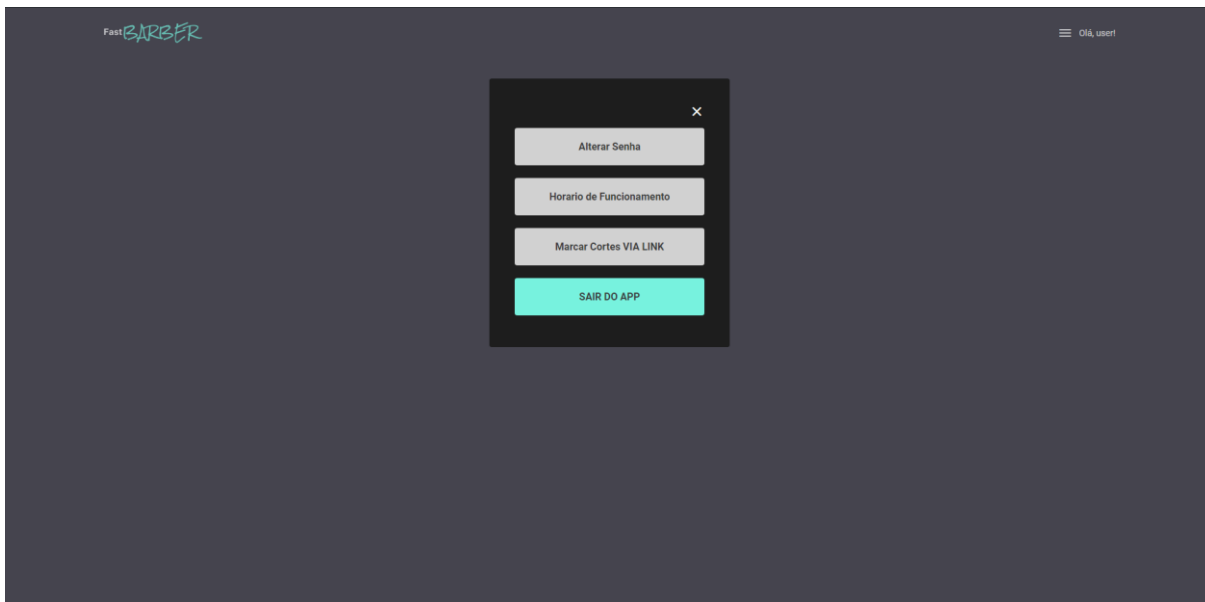 Fast BARBER
Olá, user!
Alterar Senha
Horario de Funcionamento
Marcar Cortes VIA LINK
SAIR DO APP